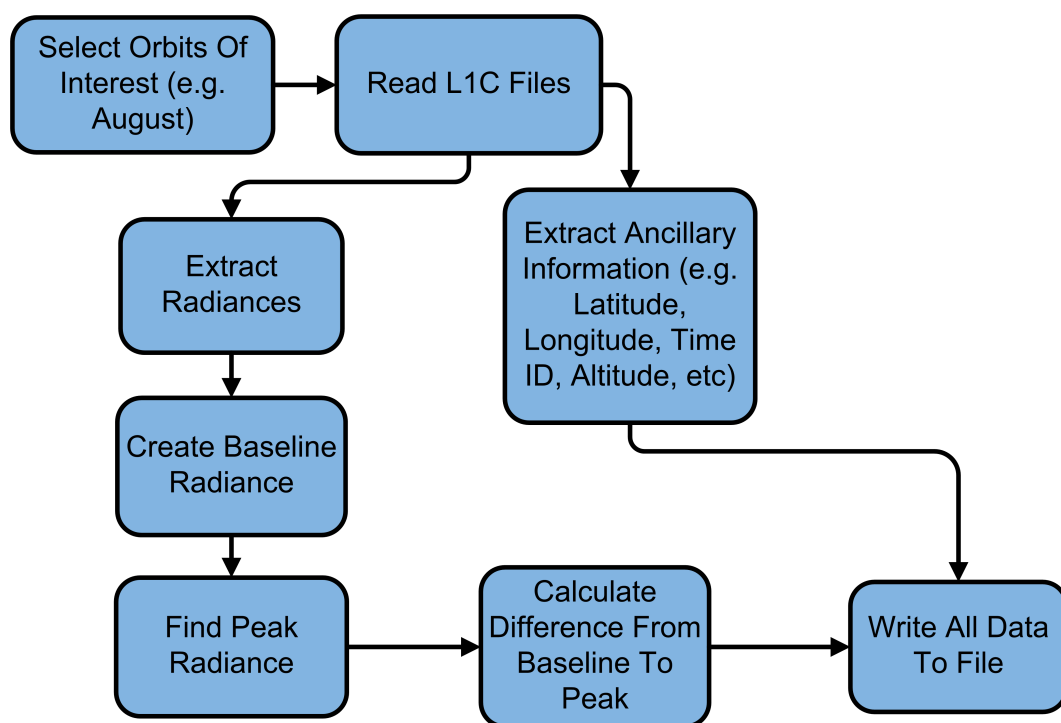 Select Orbits Of
Interest (e.g.
August)
Read L1C Files
Extract
Radiances
Extract Ancillary
Information (e.g.
Latitude,
Longitude, Time
ID, Altitude, etc)
Create Baseline
Radiance
Find Peak
Radiance
Calculate
Difference From
Baseline To
Peak
Write All Data
To File